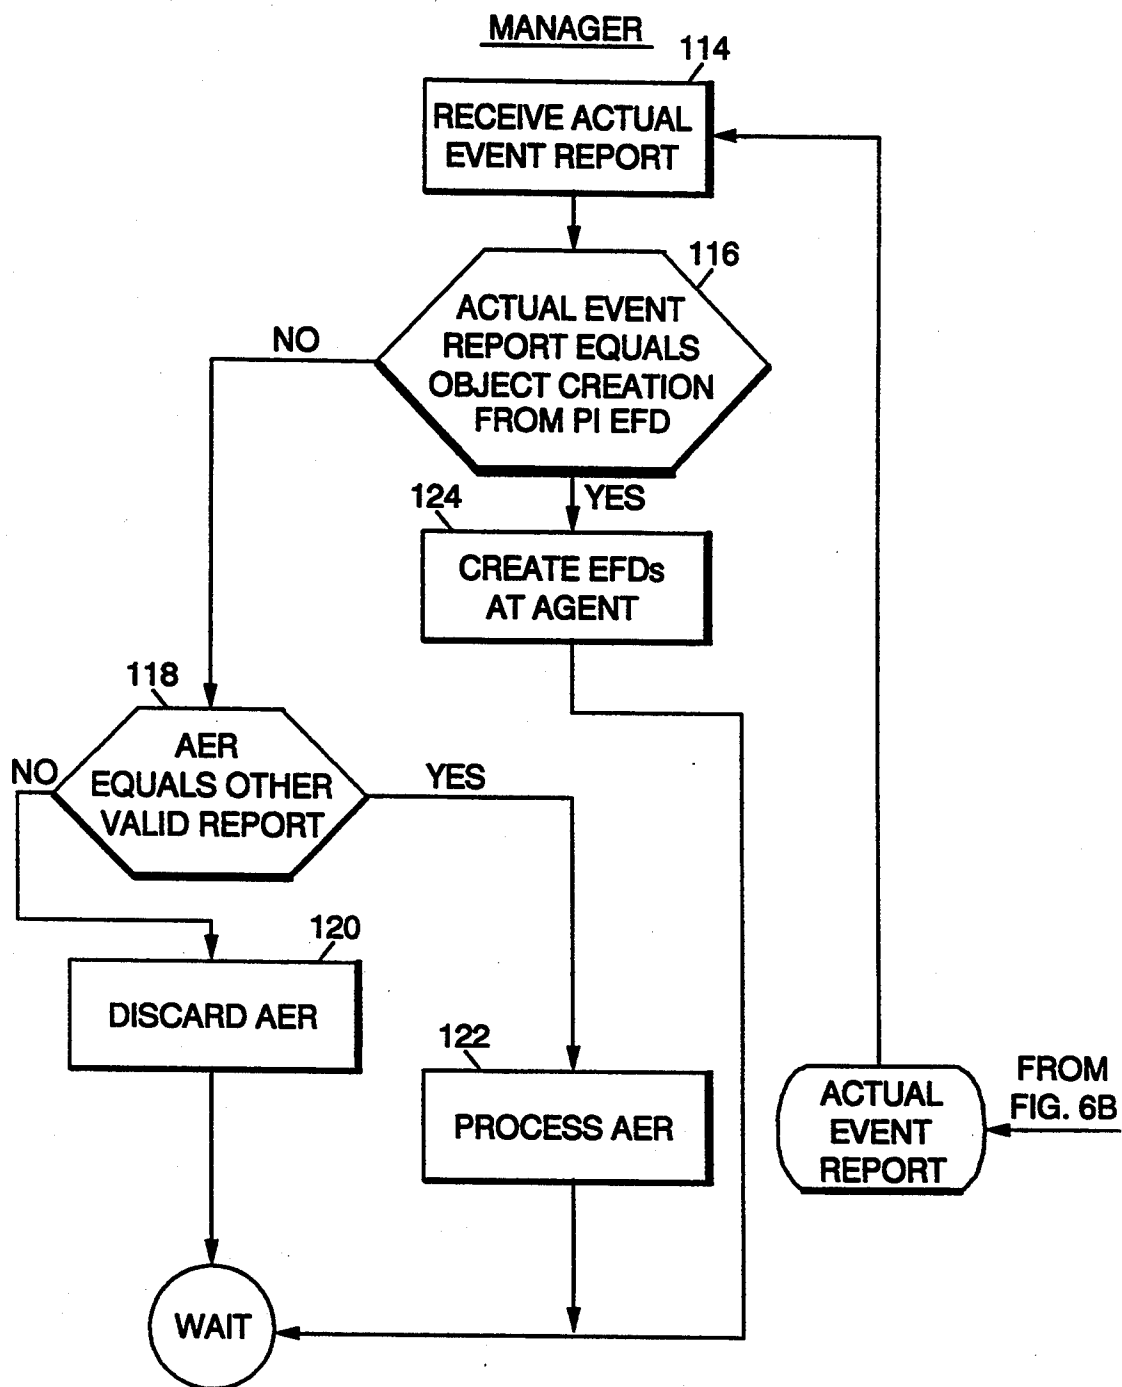 MANAGER
114
RECEIVE ACTUAL
EVENT REPORT
116
ACTUAL EVENT
REPORT EQUALS
OBJECT CREATION
FROM PI EFD
NO
YES
124
CREATE EFDs
AT AGENT
118
AER
EQUALS OTHER
VALID REPORT
NO
YES
120
DISCARD AER
122
PROCESS AER
ACTUAL
EVENT
REPORT
FROM
FIG. 6B
WAIT